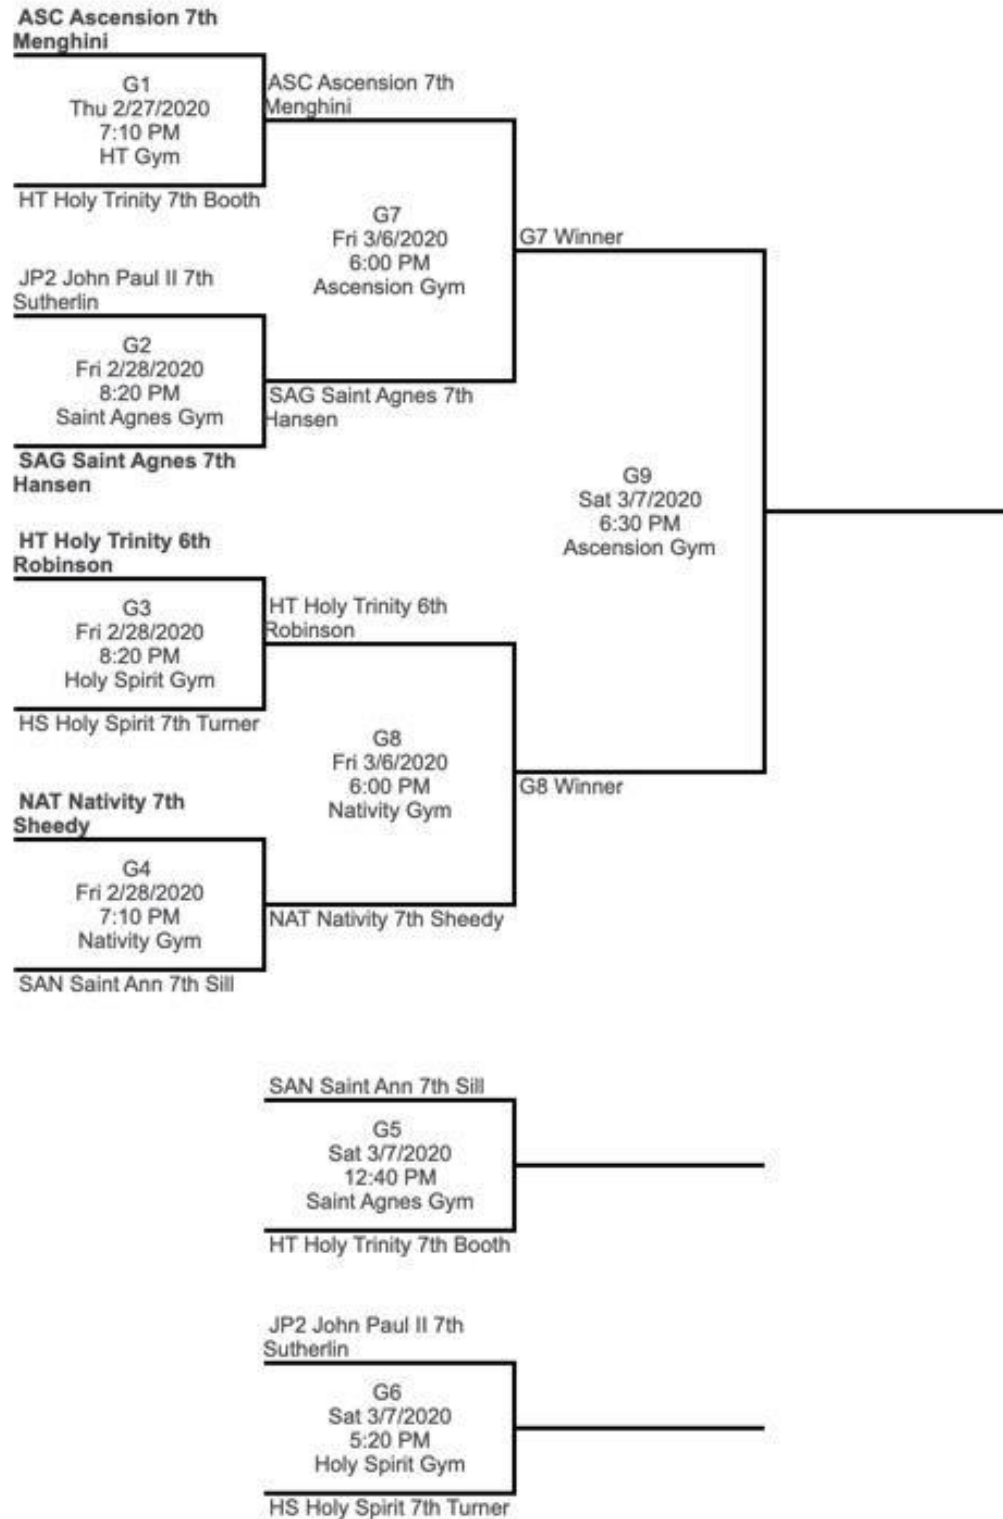 ASC Ascension 7th
Menghini
G1
Thu 2/27/2020
7:10 PM
HT Gym
HT Holy Trinity 7th Booth
ASC Ascension 7th
Menghini
G7
Fri 3/6/2020
6:00 PM
Ascension Gym
G7 Winner
JP2 John Paul II 7th
Sutherlin
G2
Fri 2/28/2020
8:20 PM
Saint Agnes Gym
SAG Saint Agnes 7th
Hansen
SAG Saint Agnes 7th
Hansen
G9
Sat 3/7/2020
6:30 PM
Ascension Gym
HT Holy Trinity 6th
Robinson
G3
Fri 2/28/2020
8:20 PM
Holy Spirit Gym
HS Holy Spirit 7th Turner
HT Holy Trinity 6th
Robinson
G8
Fri 3/6/2020
6:00 PM
Nativity Gym
G8 Winner
NAT Nativity 7th
Sheedy
G4
Fri 2/28/2020
7:10 PM
Nativity Gym
SAN Saint Ann 7th Sill
NAT Nativity 7th Sheedy
SAN Saint Ann 7th Sill
G5
Sat 3/7/2020
12:40 PM
Saint Agnes Gym
HT Holy Trinity 7th Booth
JP2 John Paul II 7th
Sutherlin
G6
Sat 3/7/2020
5:20 PM
Holy Spirit Gym
HS Holy Spirit 7th Turner